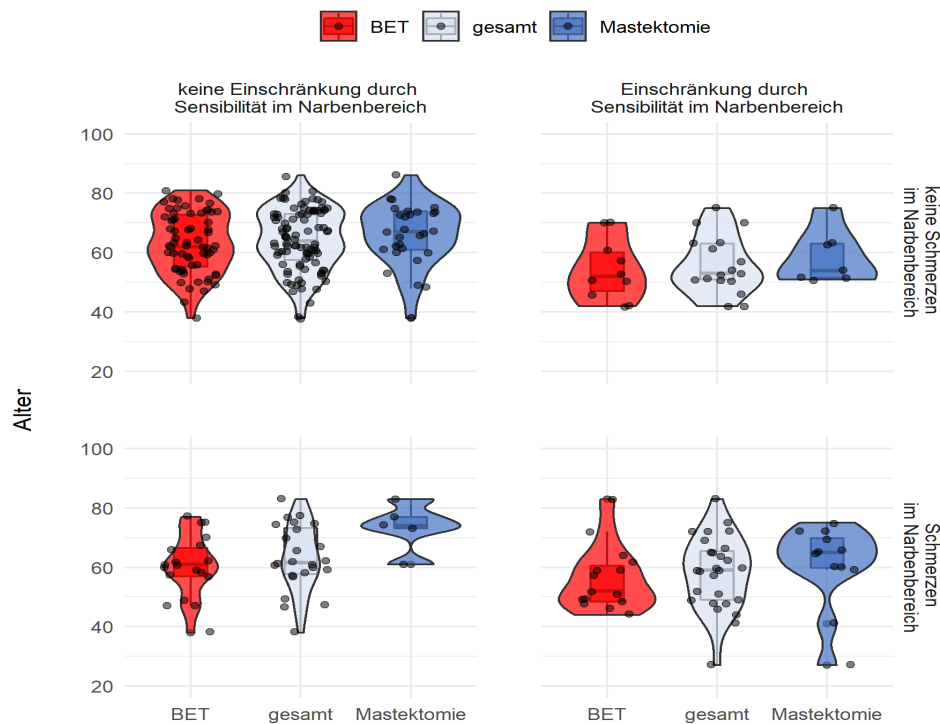 BET gesamt Mastektomie
keine Einschränkung durch
Sensibilität im Narbenbereich
Einschränkung durch
Sensibilität im Narbenbereich
100
80
60
40
20
keine Schmerzen
im Narbenbereich
Alter
100
80
60
40
20
Schmerzen
im Narbenbereich
BET gesamt Mastektomie
BET gesamt Mastektomie